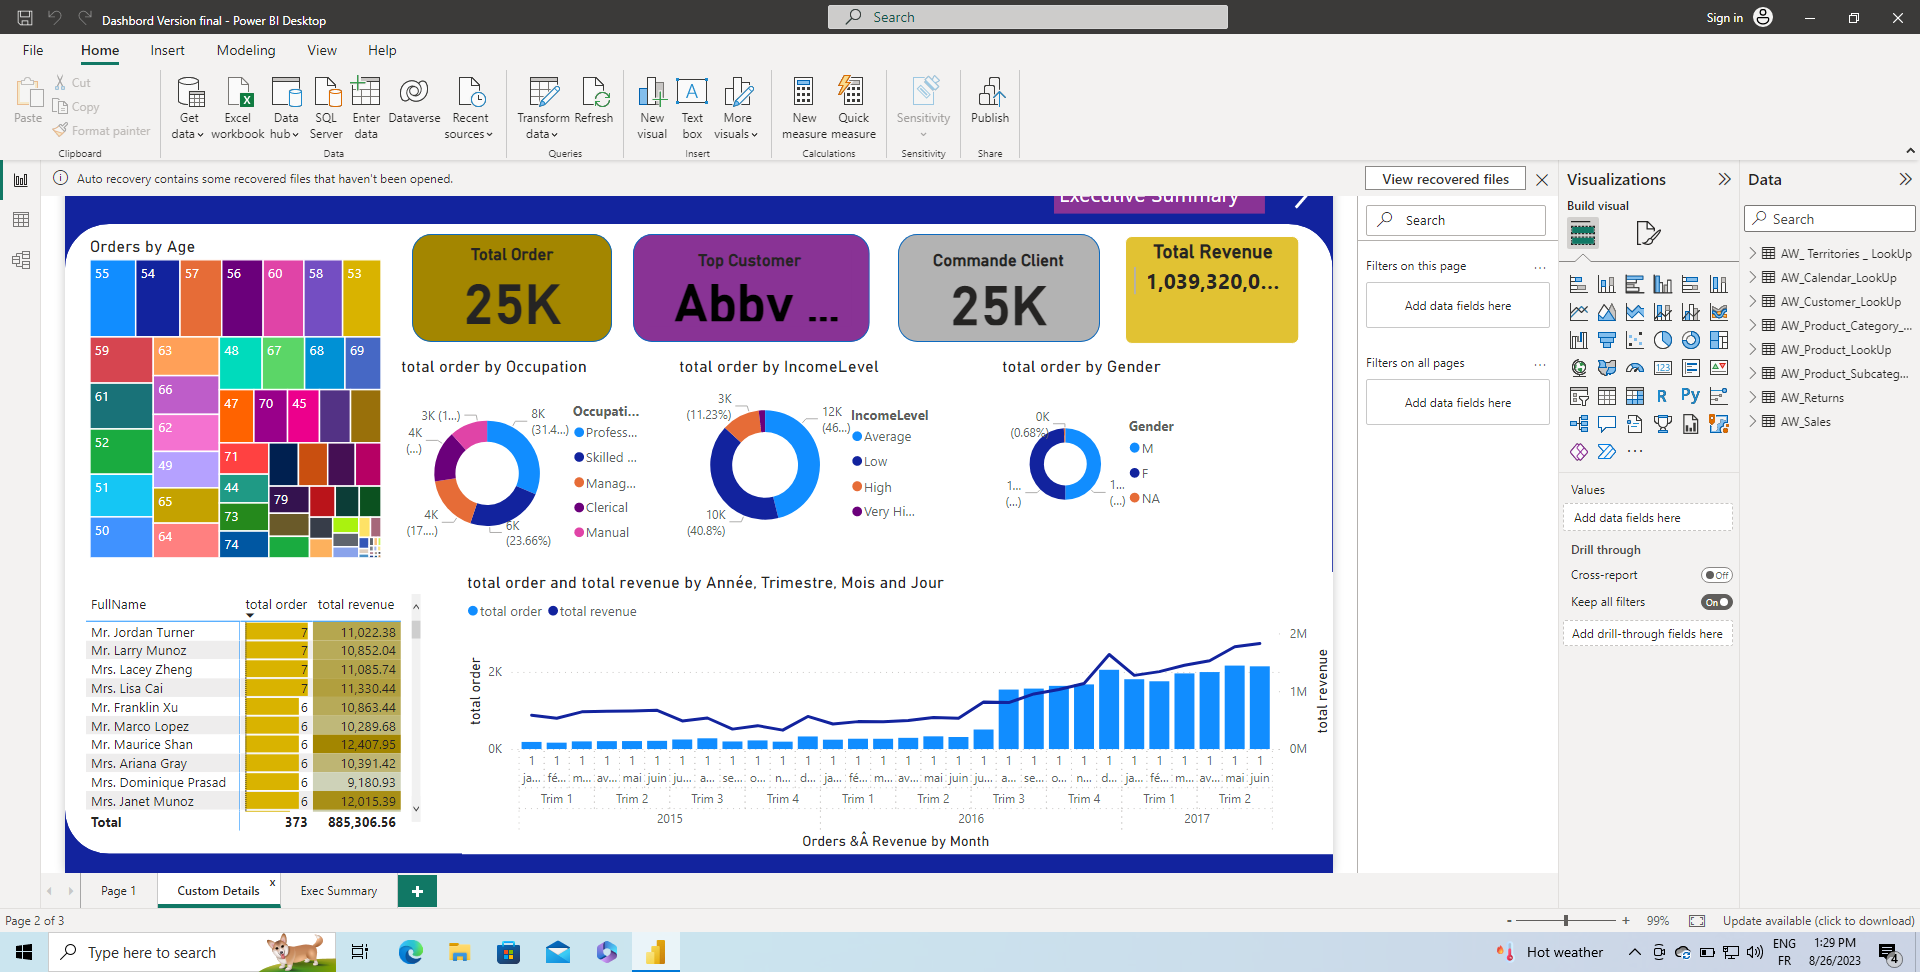 Dashbord Version final - Power BI Desktop
Search
Sign in
File Home Insert Modeling View Help
Paste
Cut
Copy
Format painter
Clipboard
Get data
Excel workbook
Data hub
SQL Server
Enter data
Dataverse
Recent sources
Data
Transform data
Refresh
Queries
New visual
Text box
More visuals
Insert
New measure
Quick measure
Calculations
Sensitivity
Sensitivity
Publish
Share
Auto recovery contains some recovered files that haven't been opened.
View recovered files
Executive Summary
Orders by Age
55 54 57 56 60 58 53
59 63 48 67 68 69
61 66 47 70 45
52 62 71
49 44 79
51 65 73
50 64 74
Total Order
25K
Top Customer
Abby ...
Commande Client
25K
Total Revenue
1,039,320,0...
total order by Occupation
8K
(31.4...)
6K
(23.66%)
4K
(17....)
4K
(...)
3K (1...)
Occupati...
Profess...
Skilled ...
Manag...
Clerical
Manual
total order by IncomeLevel
12K
(46...)
10K
(40.8%)
3K
(11.23%)
IncomeLevel
Average
Low
High
Very Hi...
total order by Gender
0K
(0.68%)
1...
(...)
1...
(...)
Gender
M
F
NA
FullName total order total revenue
Mr. Jordan Turner 7 11,022.38
Mr. Larry Munoz 7 10,852.04
Mrs. Lacey Zheng 7 11,085.74
Mrs. Lisa Cai 7 11,330.44
Mr. Franklin Xu 6 10,863.44
Mr. Marco Lopez 6 10,289.68
Mr. Maurice Shan 6 12,407.95
Mrs. Ariana Gray 6 10,391.42
Mrs. Dominique Prasad 6 9,180.93
Mrs. Janet Munoz 6 12,015.39
Total 373 885,306.56
total order and total revenue by Année, Trimestre, Mois and Jour
total order total revenue
total order
2K
0K
2M
1M
0M
total revenue
1 1 1 1 1 1 1 1 1 1 1 1 1 1 1 1 1 1 1 1 1 1 1 1 1 1 1 1 1 1
ja... fé... m... av... mai juin ju... a... se... o... n... d... ja... fé... m... av... mai juin ju... a... se... o... n... d... ja... fé... m... av... mai juin
Trim 1 Trim 2 Trim 3 Trim 4 Trim 1 Trim 2 Trim 3 Trim 4 Trim 1 Trim 2
2015 2016 2017
Orders &Â Revenue by Month
Search
Filters on this page ...
Add data fields here
Filters on all pages ...
Add data fields here
Visualizations
Build visual
R Py
123
...
Values
Add data fields here
Drill through
Cross-report Off
Keep all filters On
Add drill-through fields here
Data
Search
AW_ Territories _ LookUp
AW_Calendar_LookUp
AW_Customer_LookUp
AW_Product_Category_...
AW_Product_LookUp
AW_Product_Subcateg...
AW_Returns
AW_Sales
Page 1
Custom Details x
Exec Summary
+
Page 2 of 3
- + 99%
Update available (click to download)
Type here to search
Hot weather
ENG
FR
1:29 PM
8/26/2023
4